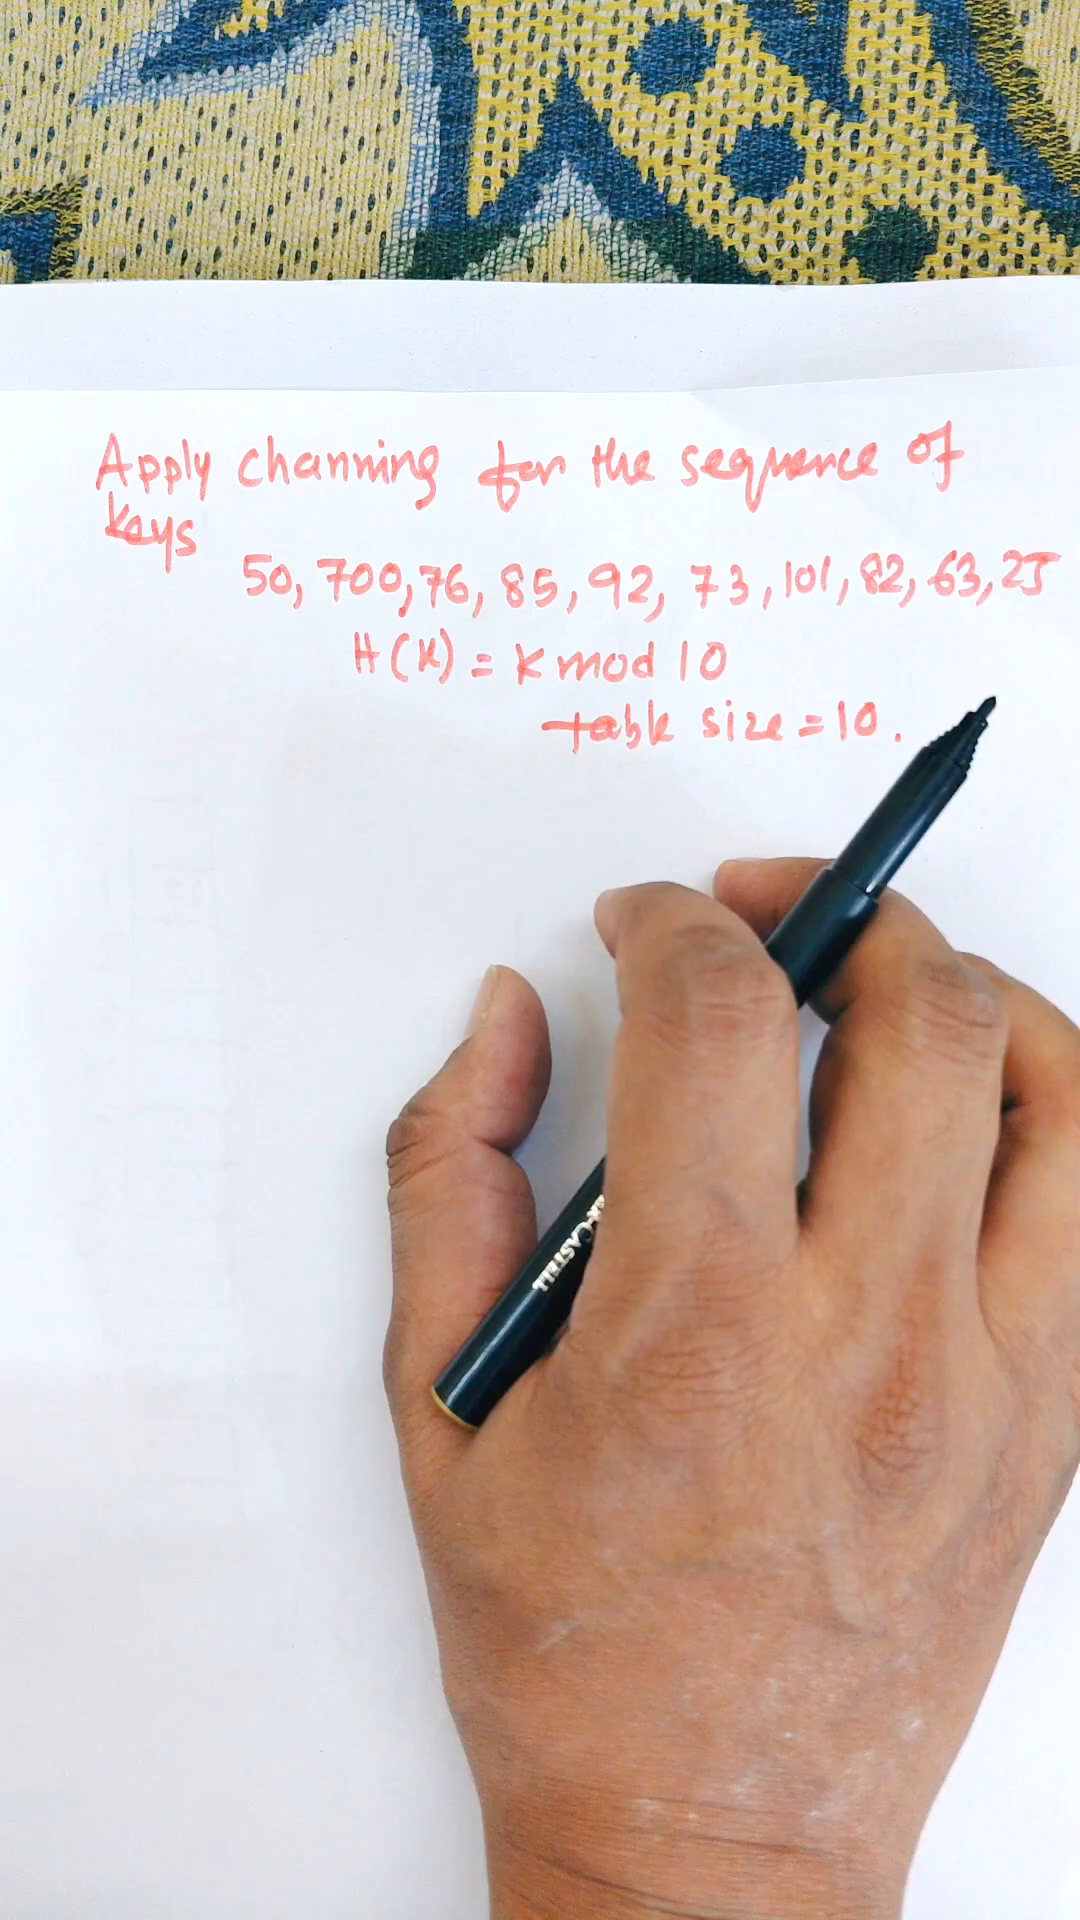 Apply channing for the sequence of
keys
50, 700, 76, 85, 92, 73, 101, 82, 63, 25
H(K) = K mod 10
table size = 10.
CASTELL